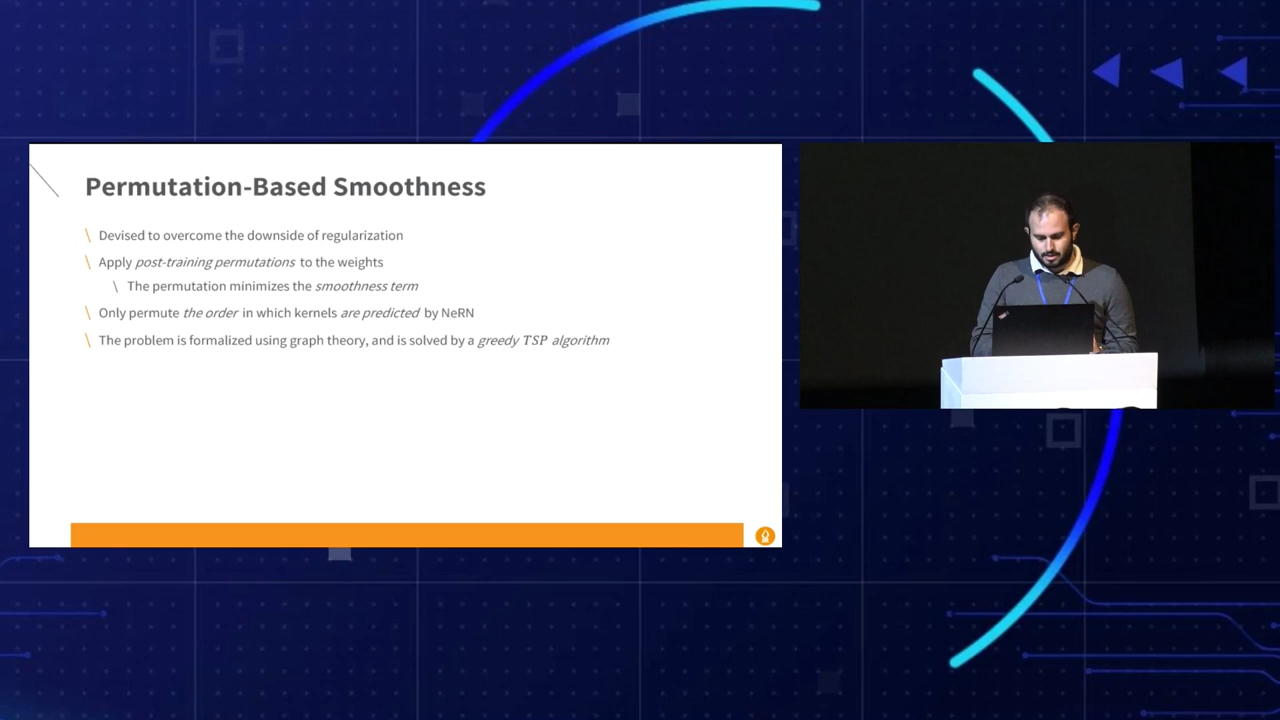 Permutation-Based Smoothness
\ Devised to overcome the downside of regularization
\ Apply post-training permutations to the weights
\ The permutation minimizes the smoothness term
\ Only permute the order in which kernels are predicted by NeRN
\ The problem is formalized using graph theory, and is solved by a greedy TSP algorithm